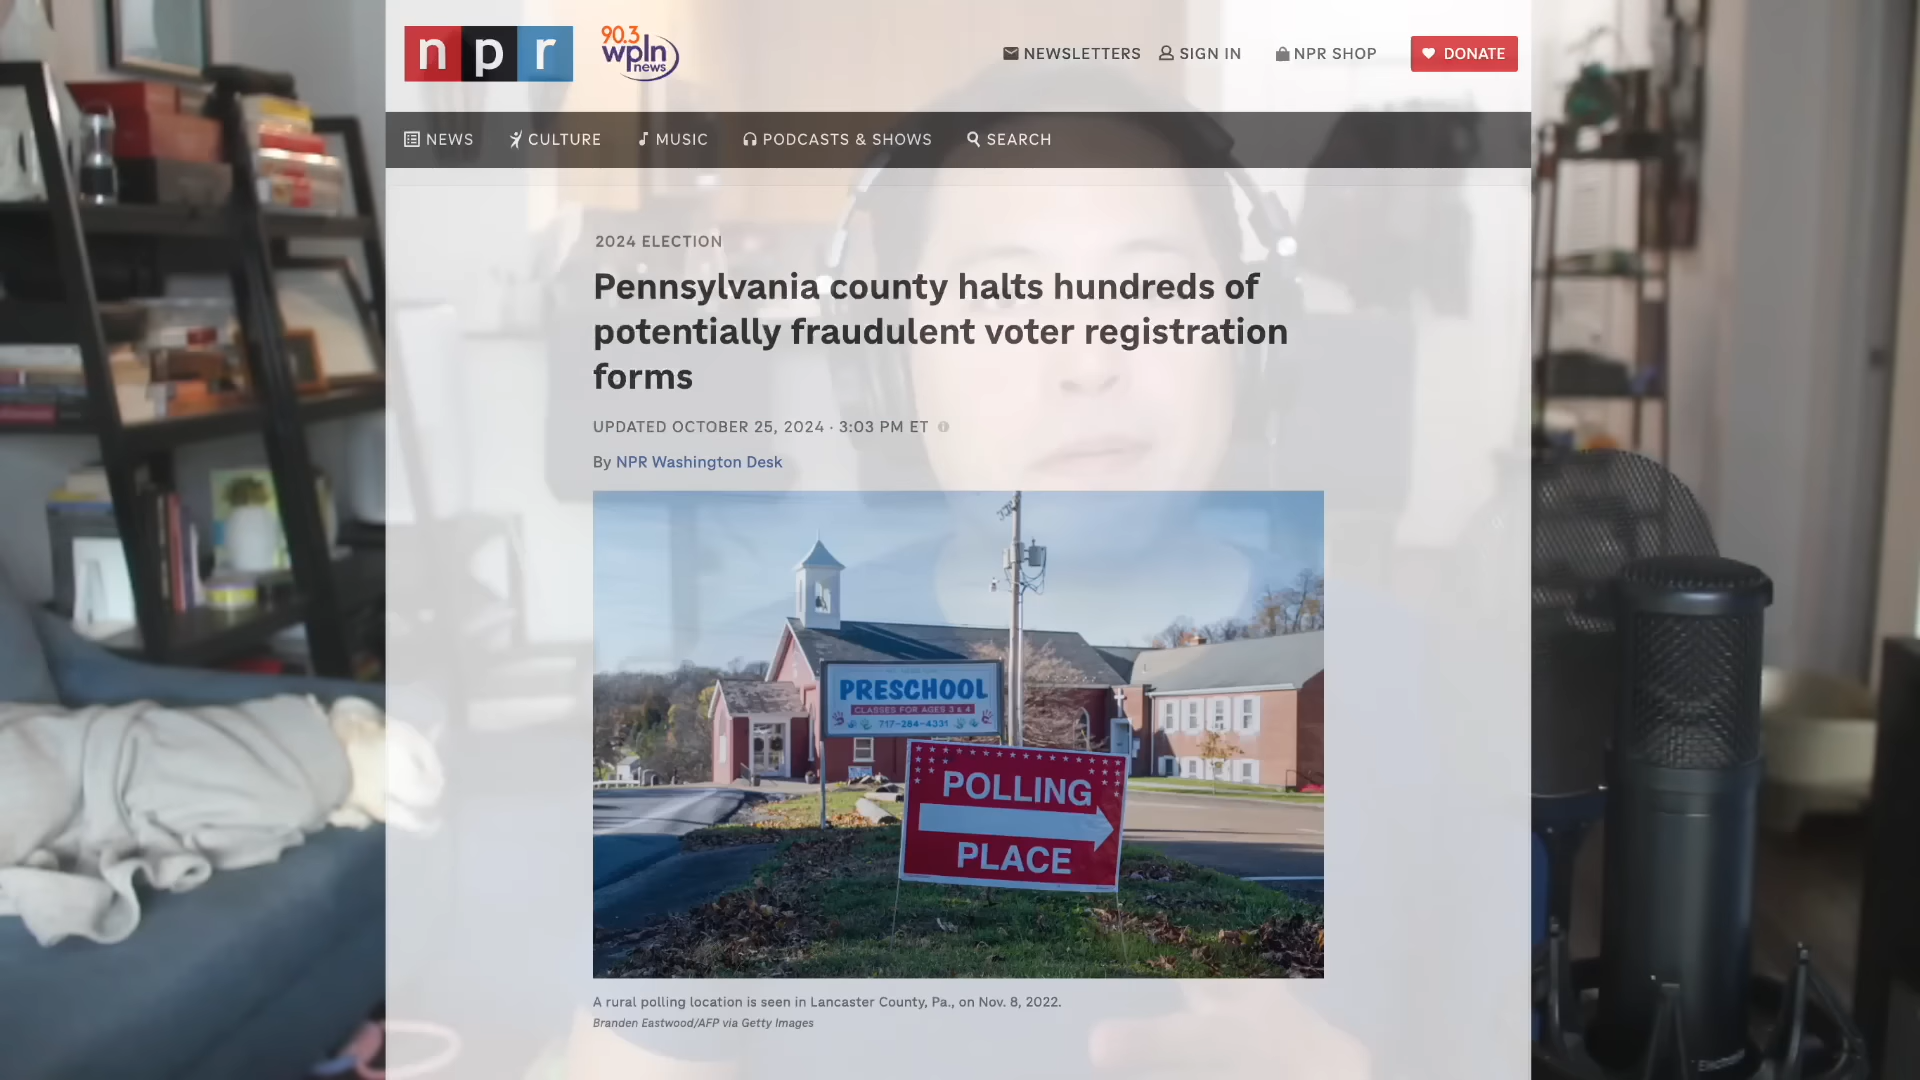 npr
90.3
wpln
news
NEWSLETTERS
SIGN IN
NPR SHOP
DONATE
NEWS
CULTURE
MUSIC
PODCASTS & SHOWS
SEARCH
2024 ELECTION
Pennsylvania county halts hundreds of
potentially fraudulent voter registration
forms
UPDATED OCTOBER 25, 2024 · 3:03 PM ET
By NPR Washington Desk
PRESCHOOL
CLASSES FOR AGES 3 & 4
717-284-4331
POLLING
PLACE
A rural polling location is seen in Lancaster County, Pa., on Nov. 8, 2022.
Branden Eastwood/AFP via Getty Images